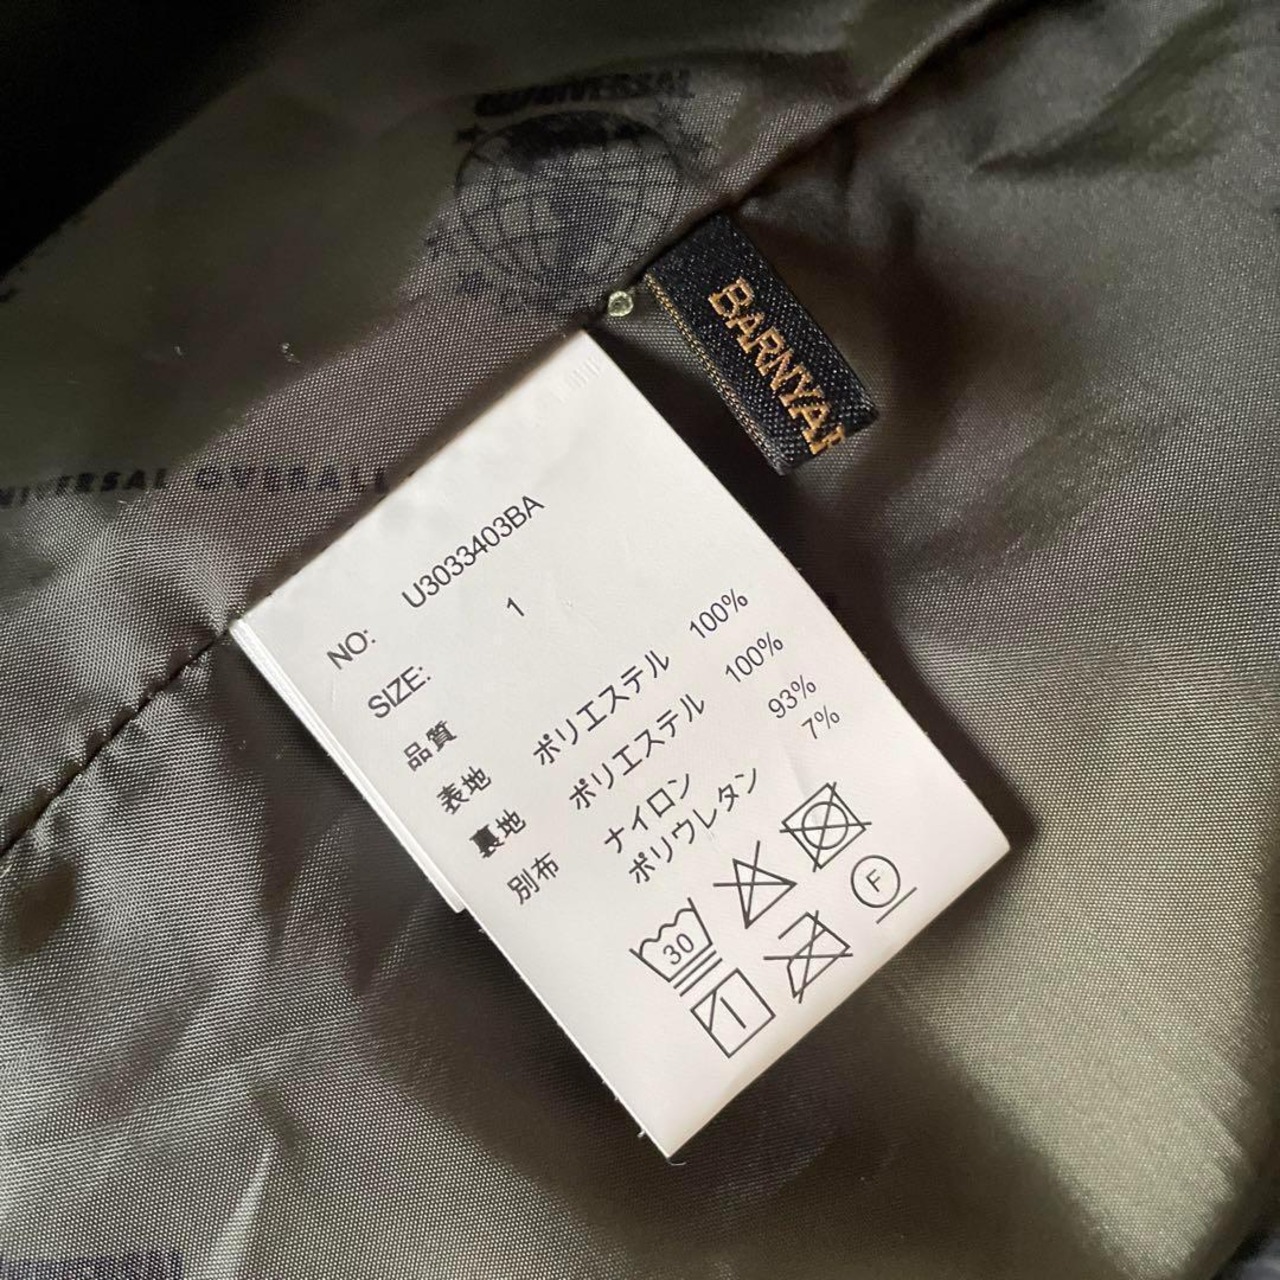 UNIVERSAL
UNIVERSAL OVERALL
BARNYA
NO: U3033403BA
SIZE: 1
品質
表地 ポリエステル 100%
裏地 ポリエステル 100%
別布 ナイロン 93%
ポリウレタン 7%
30
F